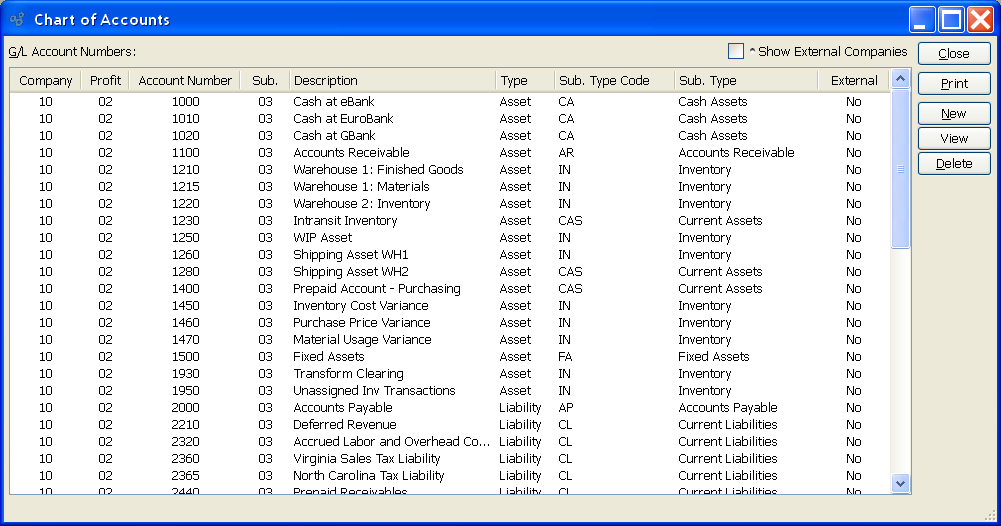 Chart of Accounts
G/L Account Numbers:
^ Show External Companies
Close
Company Profit Account Number Sub. Description Type Sub. Type Code Sub. Type External
Print
New
View
Delete
10 02 1000 03 Cash at eBank Asset CA Cash Assets No
10 02 1010 03 Cash at EuroBank Asset CA Cash Assets No
10 02 1020 03 Cash at GBank Asset CA Cash Assets No
10 02 1100 03 Accounts Receivable Asset AR Accounts Receivable No
10 02 1210 03 Warehouse 1: Finished Goods Asset IN Inventory No
10 02 1215 03 Warehouse 1: Materials Asset IN Inventory No
10 02 1220 03 Warehouse 2: Inventory Asset IN Inventory No
10 02 1230 03 Intransit Inventory Asset CAS Current Assets No
10 02 1250 03 WIP Asset Asset IN Inventory No
10 02 1260 03 Shipping Asset WH1 Asset IN Inventory No
10 02 1280 03 Shipping Asset WH2 Asset CAS Current Assets No
10 02 1400 03 Prepaid Account - Purchasing Asset CAS Current Assets No
10 02 1450 03 Inventory Cost Variance Asset IN Inventory No
10 02 1460 03 Purchase Price Variance Asset IN Inventory No
10 02 1470 03 Material Usage Variance Asset IN Inventory No
10 02 1500 03 Fixed Assets Asset FA Fixed Assets No
10 02 1930 03 Transform Clearing Asset IN Inventory No
10 02 1950 03 Unassigned Inv Transactions Asset IN Inventory No
10 02 2000 03 Accounts Payable Liability AP Accounts Payable No
10 02 2210 03 Deferred Revenue Liability CL Current Liabilities No
10 02 2320 03 Accrued Labor and Overhead Co... Liability CL Current Liabilities No
10 02 2360 03 Virginia Sales Tax Liability Liability CL Current Liabilities No
10 02 2365 03 North Carolina Tax Liability Liability CL Current Liabilities No
10 02 2440 03 Prepaid Receivables Liability CL Current Liabilities No